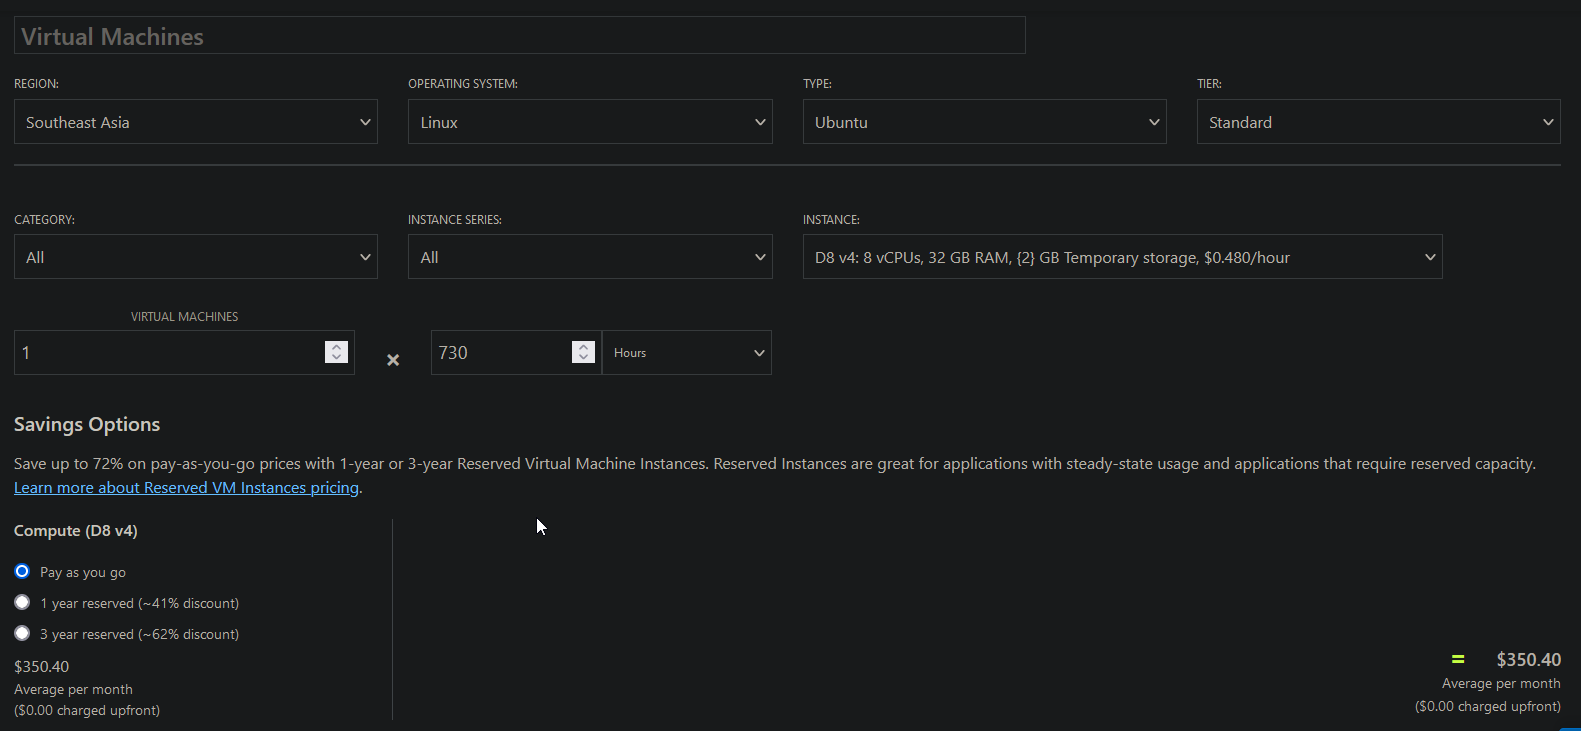 Virtual Machines
REGION: OPERATING SYSTEM: TYPE: TIER:
Southeast Asia Linux Ubuntu Standard
CATEGORY: INSTANCE SERIES: INSTANCE:
All All D8 v4: 8 vCPUs, 32 GB RAM, {2} GB Temporary storage, $0.480/hour
VIRTUAL MACHINES
1 × 730 Hours
Savings Options
Save up to 72% on pay-as-you-go prices with 1-year or 3-year Reserved Virtual Machine Instances. Reserved Instances are great for applications with steady-state usage and applications that require reserved capacity.
Learn more about Reserved VM Instances pricing.
Compute (D8 v4)
Pay as you go
1 year reserved (~41% discount)
3 year reserved (~62% discount)
$350.40
Average per month
($0.00 charged upfront)
= $350.40
Average per month
($0.00 charged upfront)